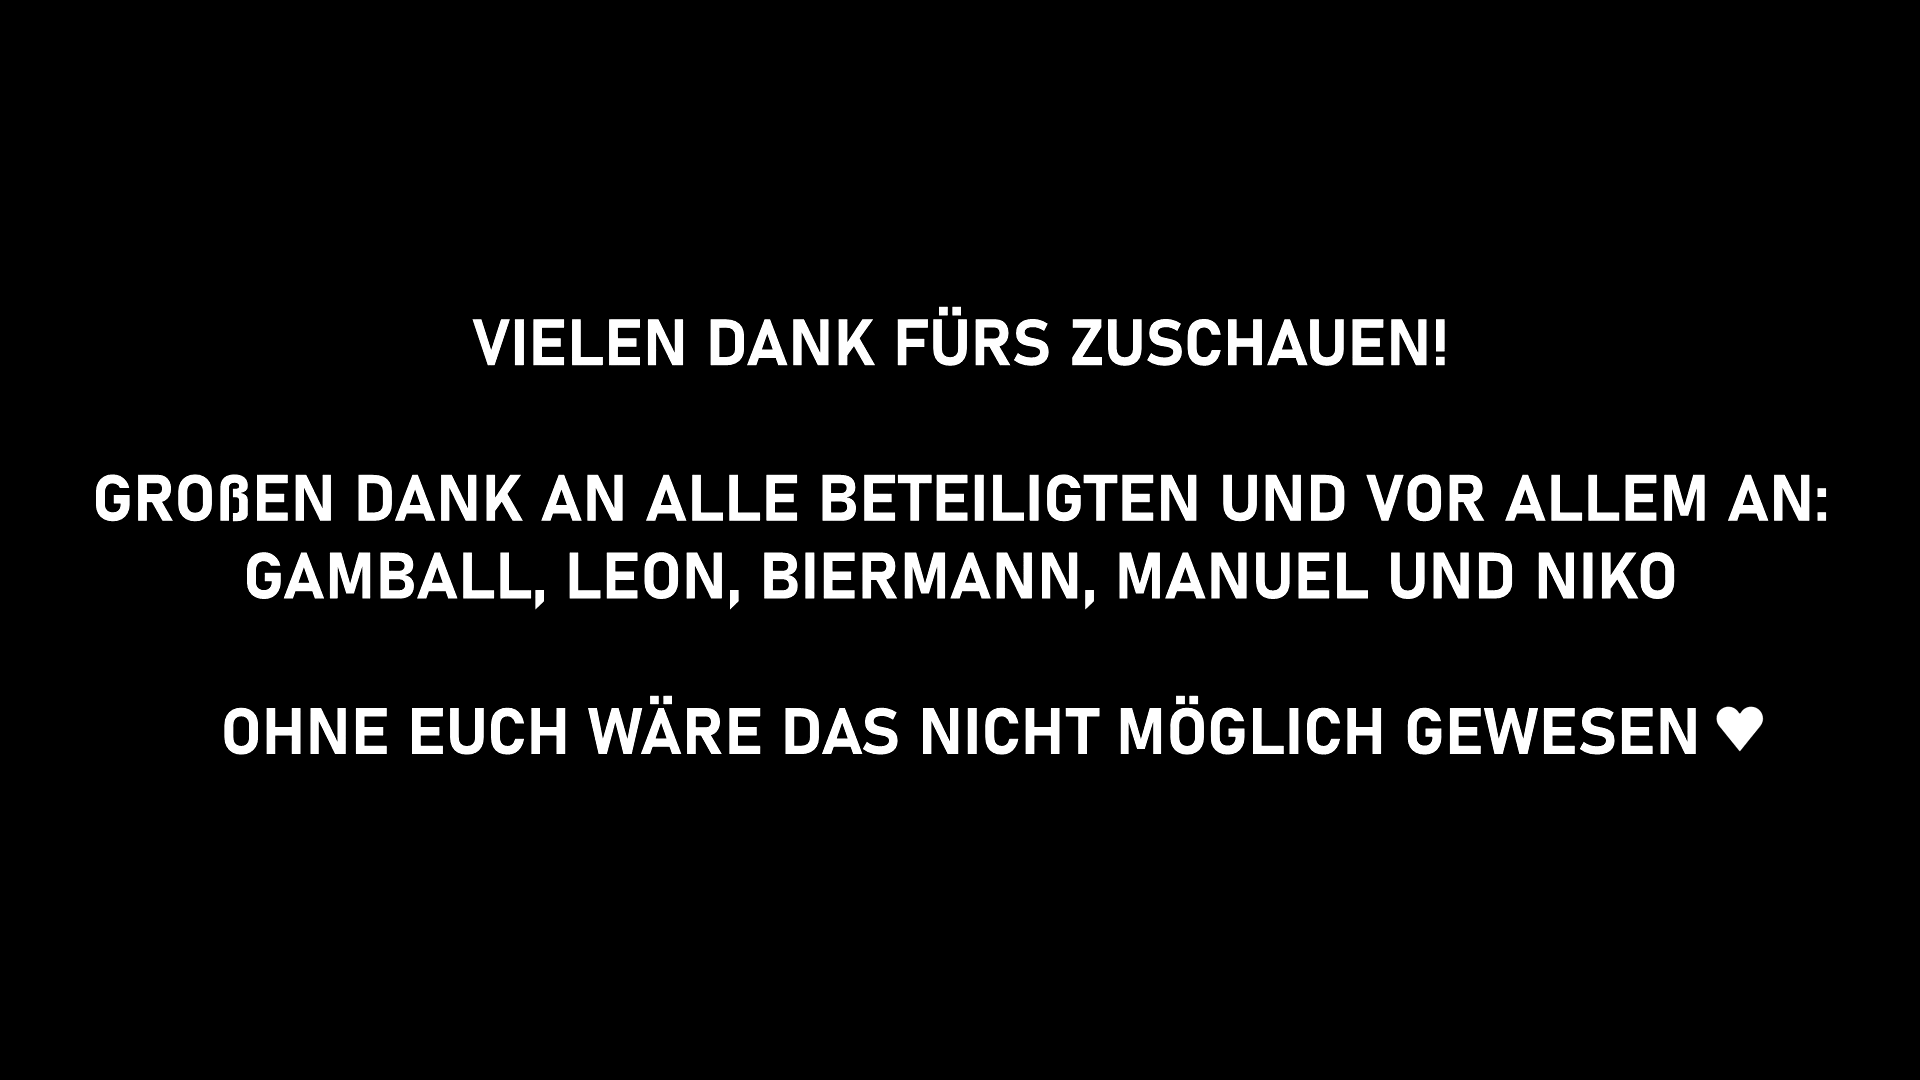 VIELEN DANK FÜRS ZUSCHAUEN!
GROßEN DANK AN ALLE BETEILIGTEN UND VOR ALLEM AN:
GAMBALL, LEON, BIERMANN, MANUEL UND NIKO
OHNE EUCH WÄRE DAS NICHT MÖGLICH GEWESEN ♥